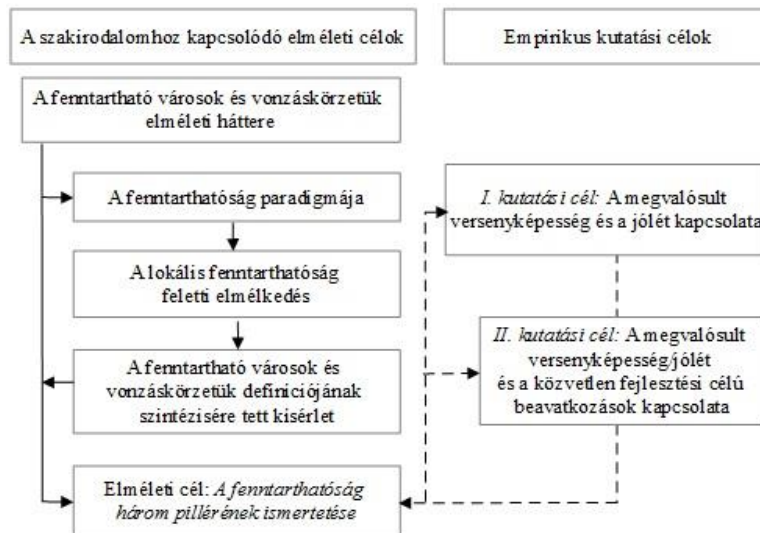 A szakirodalomhoz kapcsolódó elméleti célok
Empirikus kutatási célok
A fenntartható városok és vonzáskörzetük
elméleti háttere
A fenntarthatóság paradigmája
A lokális fenntarthatóság
feletti elmélkedés
A fenntartható városok és
vonzáskörzetük definíciójának
szintézisére tett kisérlet
Elméleti cél: A fenntarthatóság
három pillérének ismertetése
I. kutatási cél: A megvalósult
versenyképesség és a jólét kapcsolata
II. kutatási cél: A megvalósult
versenyképesség/jólét
és a közvetlen fejlesztési célú
beavatkozások kapcsolata